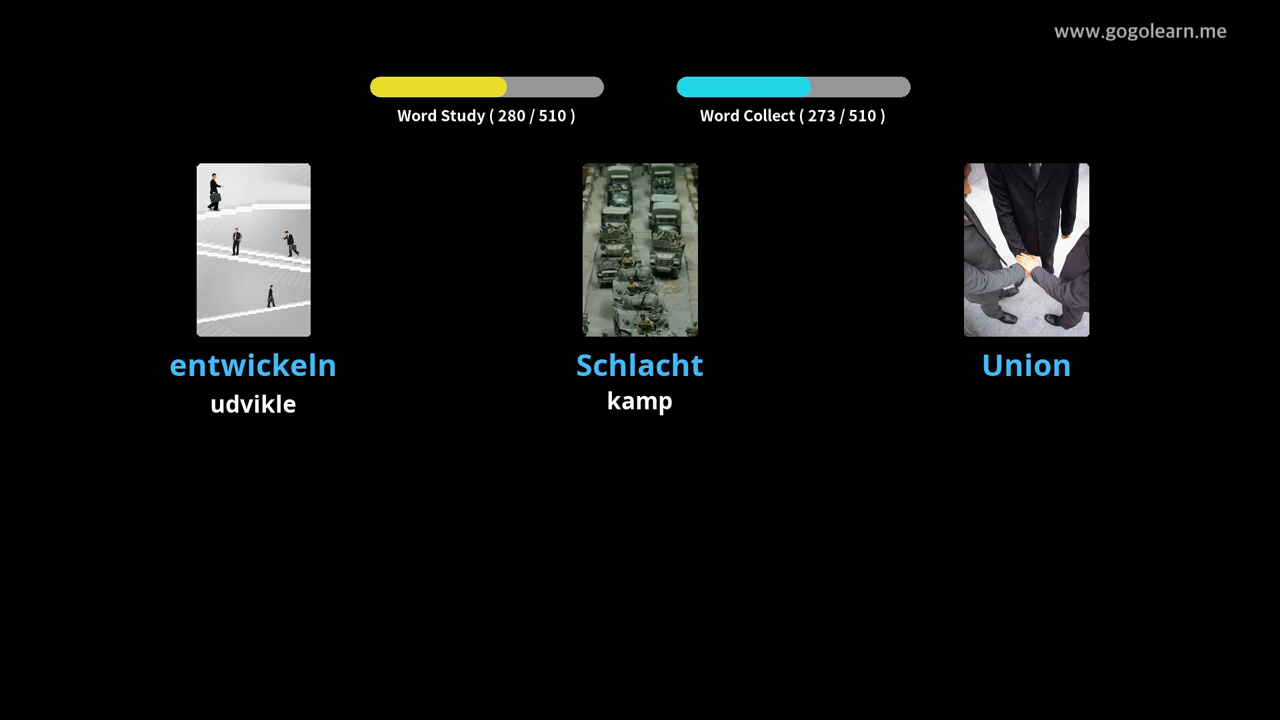 www.gogolearn.me
Word Study ( 280 / 510 )
Word Collect ( 273 / 510 )
entwickeln
udvikle
Schlacht
kamp
Union